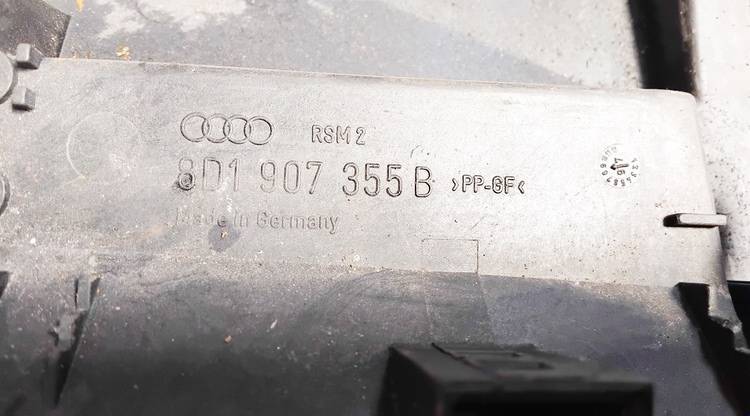 RSM 2
8D1 907 355 B >PP-GF<
Made in Germany